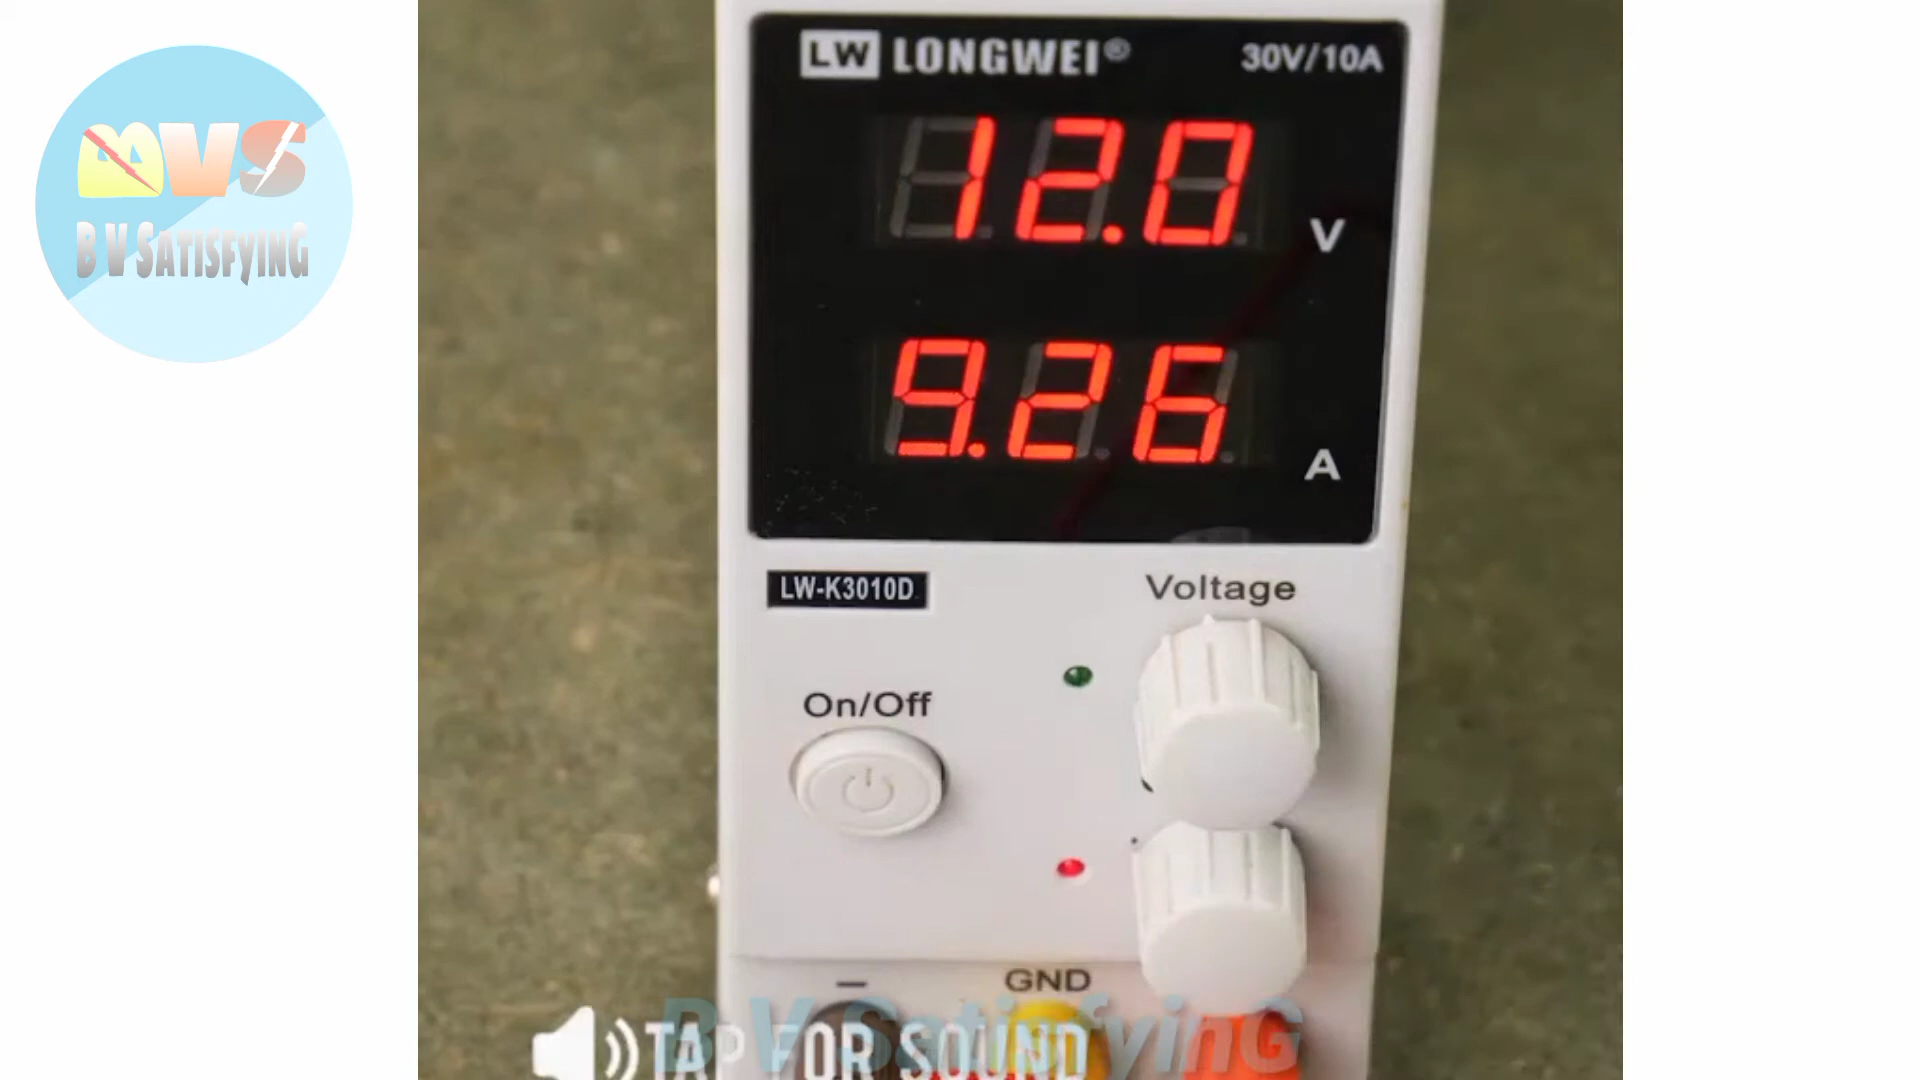 BVS
B V SATISFYING
LW LONGWEI® 30V/10A
12.0 V
9.26 A
LW-K3010D
Voltage
On/Off
−
GND
TAP FOR SOUND
B V SatisfyinG